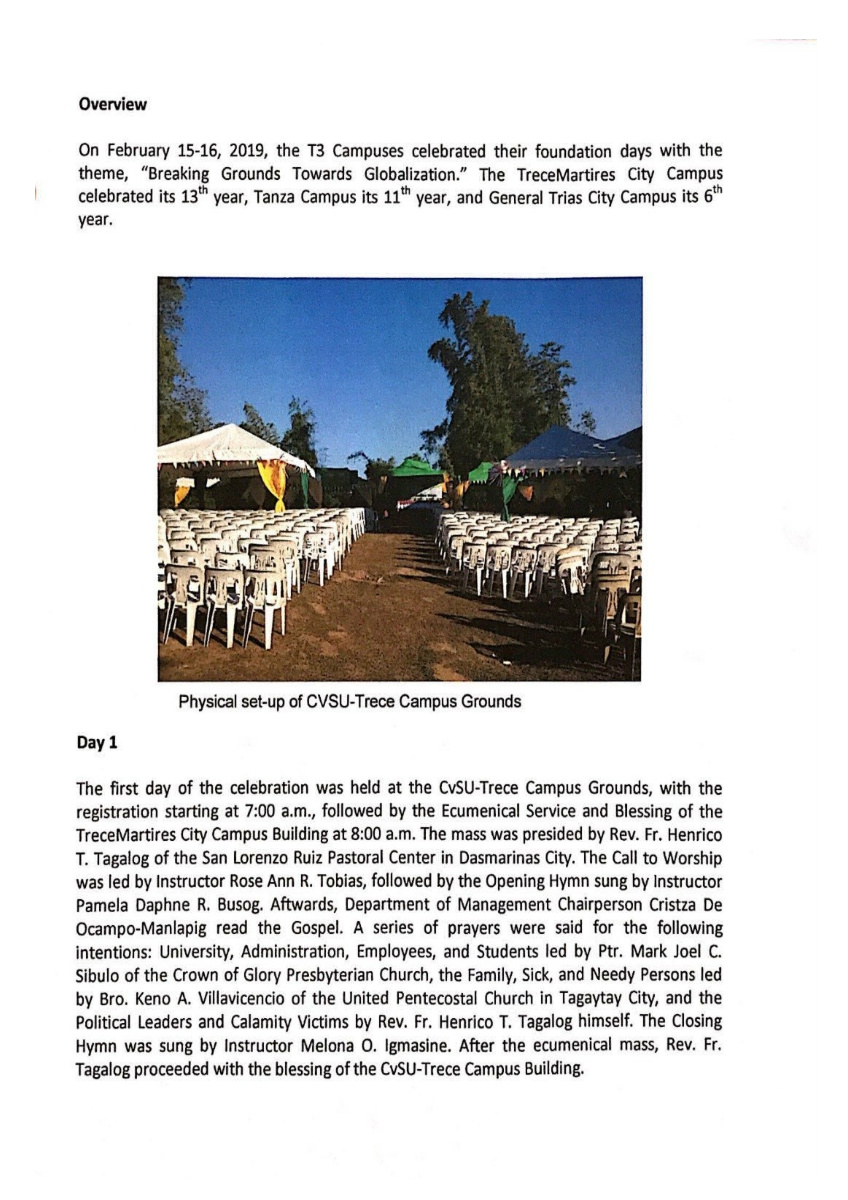 Overview
On February 15-16, 2019, the T3 Campuses celebrated their foundation days with the
theme, “Breaking Grounds Towards Globalization.” The TreceMartires City Campus
celebrated its 13th year, Tanza Campus its 11th year, and General Trias City Campus its 6th
year.
Physical set-up of CVSU-Trece Campus Grounds
Day 1
The first day of the celebration was held at the CvSU-Trece Campus Grounds, with the
registration starting at 7:00 a.m., followed by the Ecumenical Service and Blessing of the
TreceMartires City Campus Building at 8:00 a.m. The mass was presided by Rev. Fr. Henrico
T. Tagalog of the San Lorenzo Ruiz Pastoral Center in Dasmarinas City. The Call to Worship
was led by Instructor Rose Ann R. Tobias, followed by the Opening Hymn sung by Instructor
Pamela Daphne R. Busog. Aftwards, Department of Management Chairperson Cristza De
Ocampo-Manlapig read the Gospel. A series of prayers were said for the following
intentions: University, Administration, Employees, and Students led by Ptr. Mark Joel C.
Sibulo of the Crown of Glory Presbyterian Church, the Family, Sick, and Needy Persons led
by Bro. Keno A. Villavicencio of the United Pentecostal Church in Tagaytay City, and the
Political Leaders and Calamity Victims by Rev. Fr. Henrico T. Tagalog himself. The Closing
Hymn was sung by Instructor Melona O. Igmasine. After the ecumenical mass, Rev. Fr.
Tagalog proceeded with the blessing of the CvSU-Trece Campus Building.